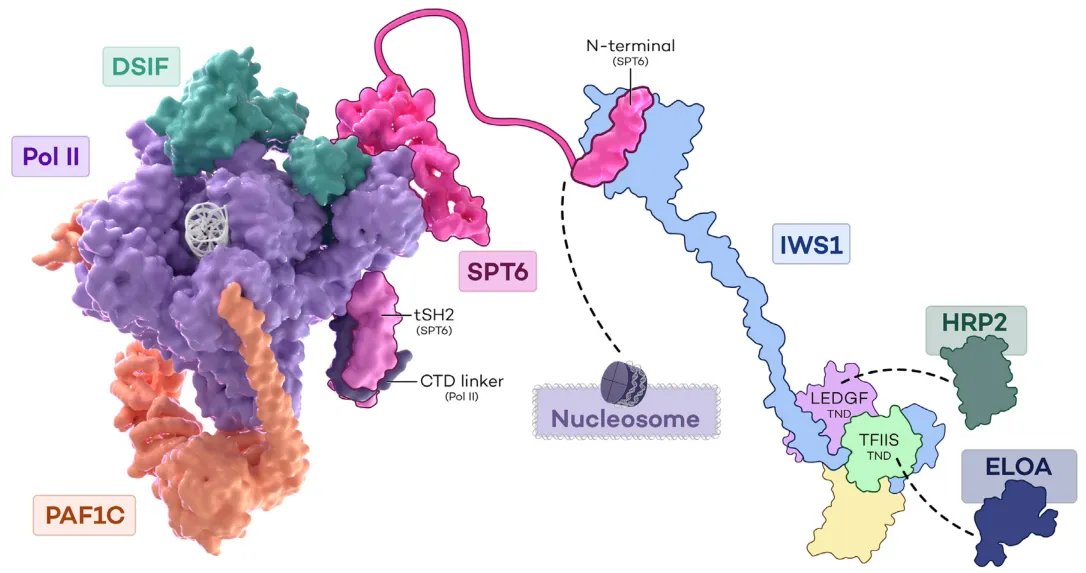 N-terminal
(SPT6)
DSIF
Pol II
IWS1
SPT6
tSH2
(SPT6)
HRP2
CTD linker
(Pol II)
LEDGF
TND
Nucleosome
TFIIS
TND
ELOA
PAF1C